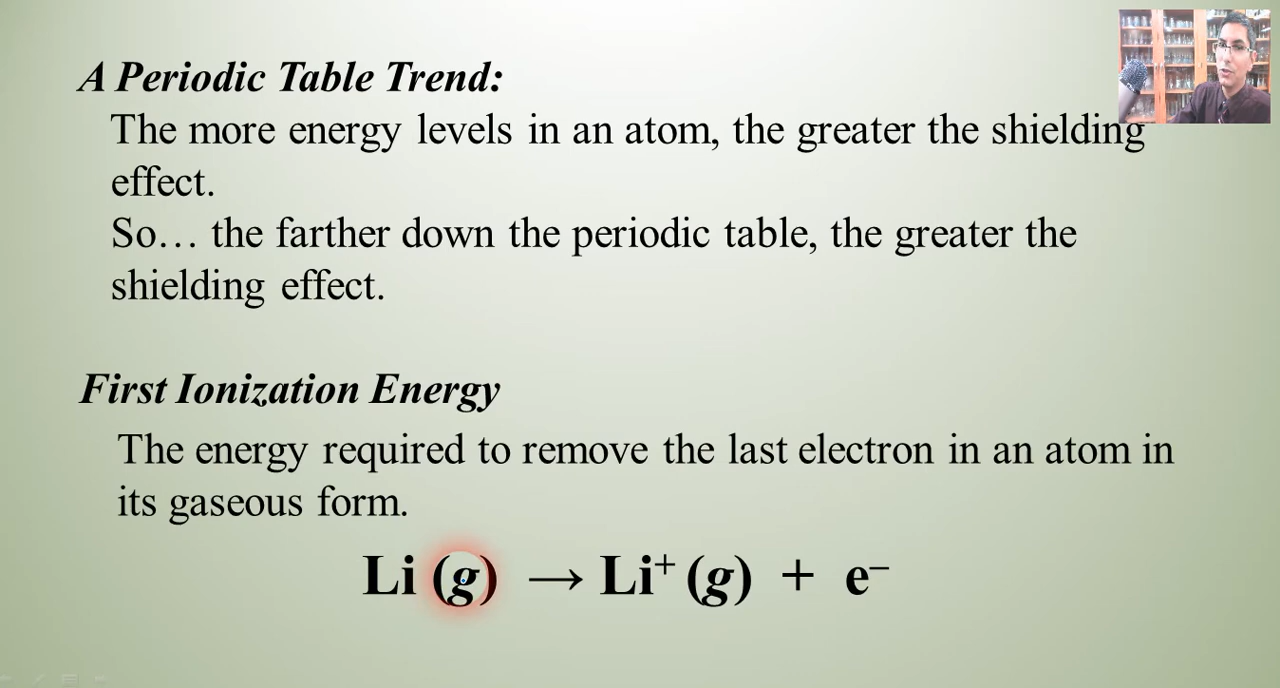 A Periodic Table Trend:
The more energy levels in an atom, the greater the shielding
effect.
So… the farther down the periodic table, the greater the
shielding effect.
First Ionization Energy
The energy required to remove the last electron in an atom in
its gaseous form.
Li (g) → Li⁺ (g) + e⁻